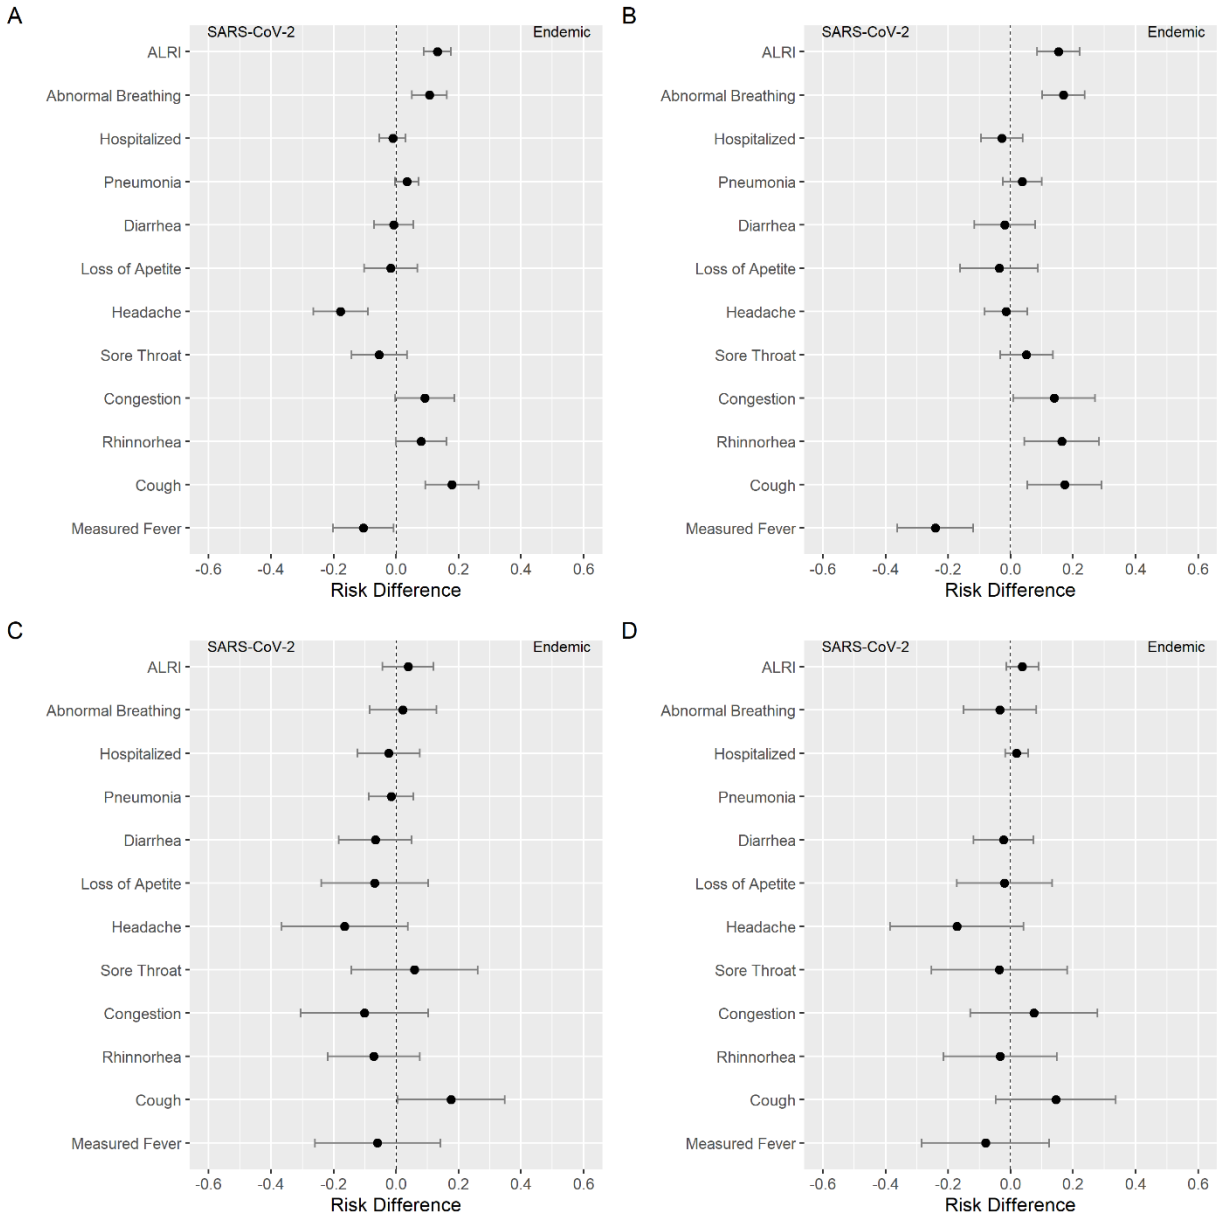 A
SARS-CoV-2 Endemic
ALRI
Abnormal Breathing
Hospitalized
Pneumonia
Diarrhea
Loss of Apetite
Headache
Sore Throat
Congestion
Rhinnorhea
Cough
Measured Fever
-0.6 -0.4 -0.2 0.0 0.2 0.4 0.6
Risk Difference
B
SARS-CoV-2 Endemic
ALRI
Abnormal Breathing
Hospitalized
Pneumonia
Diarrhea
Loss of Apetite
Headache
Sore Throat
Congestion
Rhinnorhea
Cough
Measured Fever
-0.6 -0.4 -0.2 0.0 0.2 0.4 0.6
Risk Difference
C
SARS-CoV-2 Endemic
ALRI
Abnormal Breathing
Hospitalized
Pneumonia
Diarrhea
Loss of Apetite
Headache
Sore Throat
Congestion
Rhinnorhea
Cough
Measured Fever
-0.6 -0.4 -0.2 0.0 0.2 0.4 0.6
Risk Difference
D
SARS-CoV-2 Endemic
ALRI
Abnormal Breathing
Hospitalized
Pneumonia
Diarrhea
Loss of Apetite
Headache
Sore Throat
Congestion
Rhinnorhea
Cough
Measured Fever
-0.6 -0.4 -0.2 0.0 0.2 0.4 0.6
Risk Difference